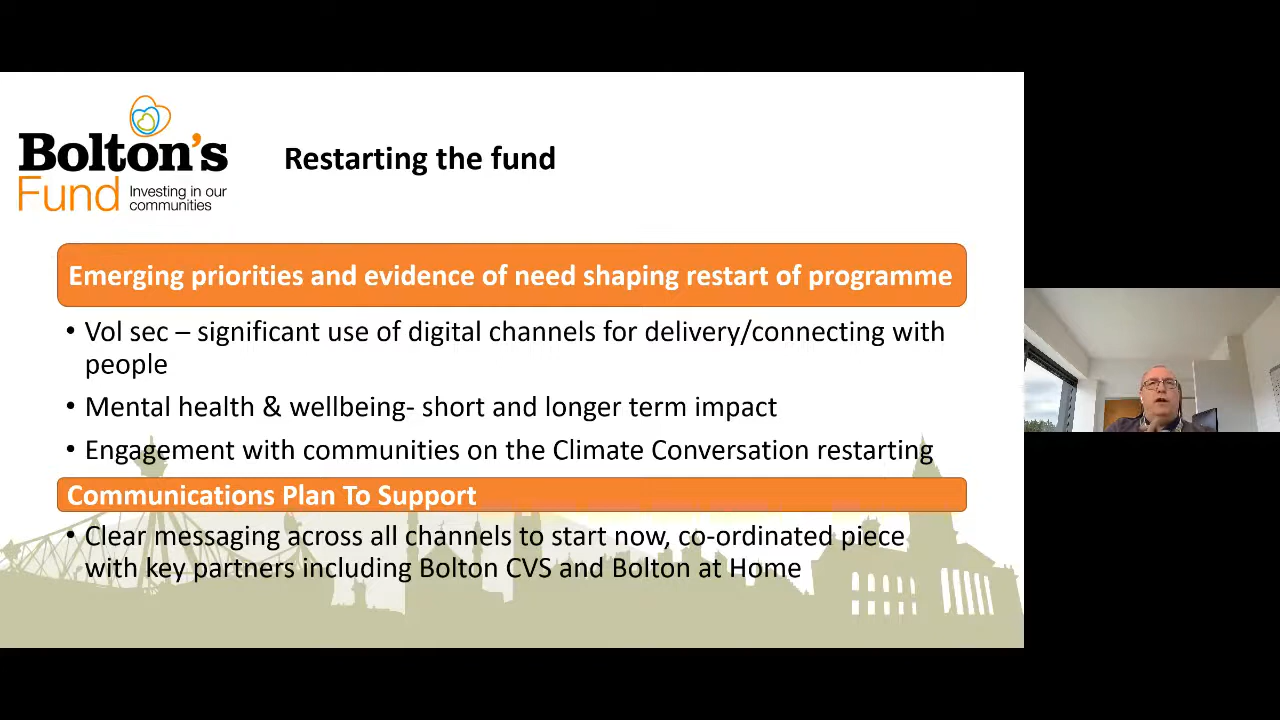 Bolton's
Fund
Investing in our
communities
Restarting the fund
Emerging priorities and evidence of need shaping restart of programme
• Vol sec – significant use of digital channels for delivery/connecting with
people
• Mental health & wellbeing- short and longer term impact
• Engagement with communities on the Climate Conversation restarting
Communications Plan To Support
• Clear messaging across all channels to start now, co-ordinated piece
with key partners including Bolton CVS and Bolton at Home